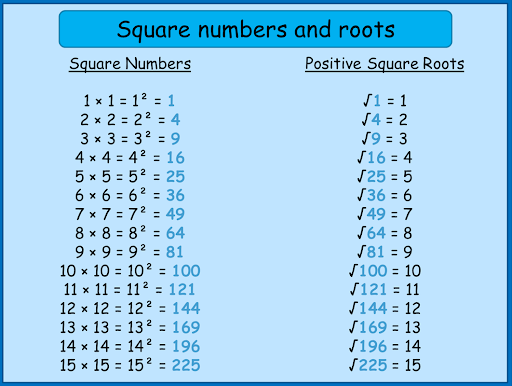 Square numbers and roots
Square Numbers
1 × 1 = 1² = 1
2 × 2 = 2² = 4
3 × 3 = 3² = 9
4 × 4 = 4² = 16
5 × 5 = 5² = 25
6 × 6 = 6² = 36
7 × 7 = 7² = 49
8 × 8 = 8² = 64
9 × 9 = 9² = 81
10 × 10 = 10² = 100
11 × 11 = 11² = 121
12 × 12 = 12² = 144
13 × 13 = 13² = 169
14 × 14 = 14² = 196
15 × 15 = 15² = 225
Positive Square Roots
√1 = 1
√4 = 2
√9 = 3
√16 = 4
√25 = 5
√36 = 6
√49 = 7
√64 = 8
√81 = 9
√100 = 10
√121 = 11
√144 = 12
√169 = 13
√196 = 14
√225 = 15